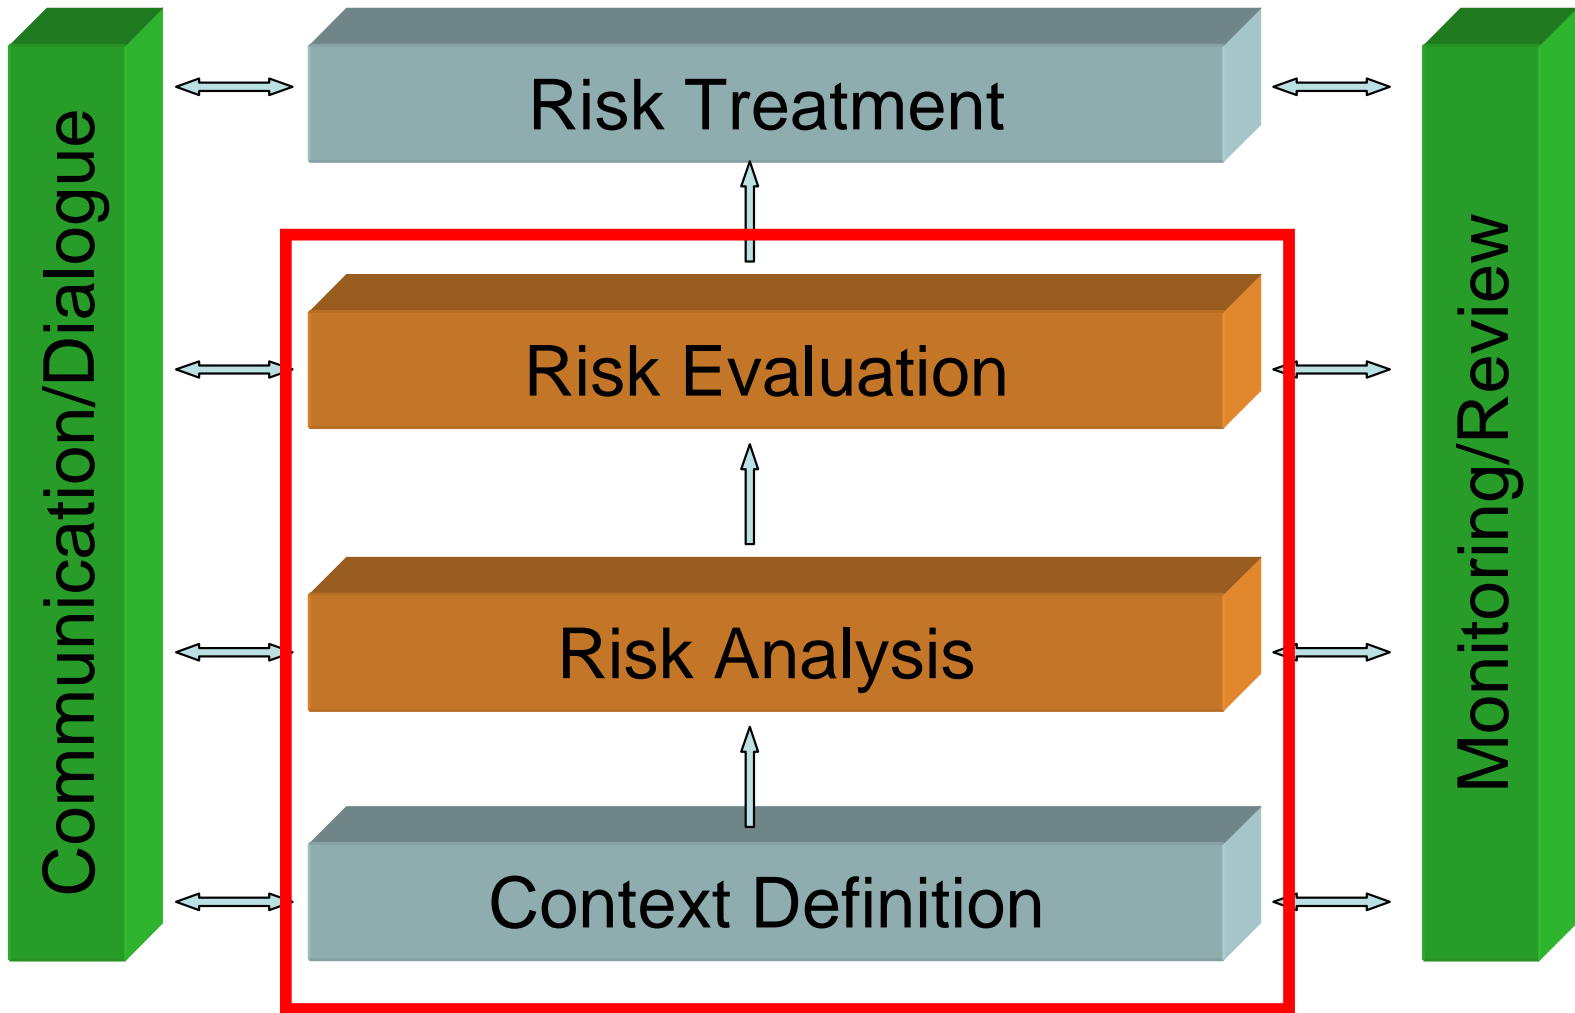 Communication/Dialogue
Risk Treatment
Risk Evaluation
Risk Analysis
Context Definition
Monitoring/Review